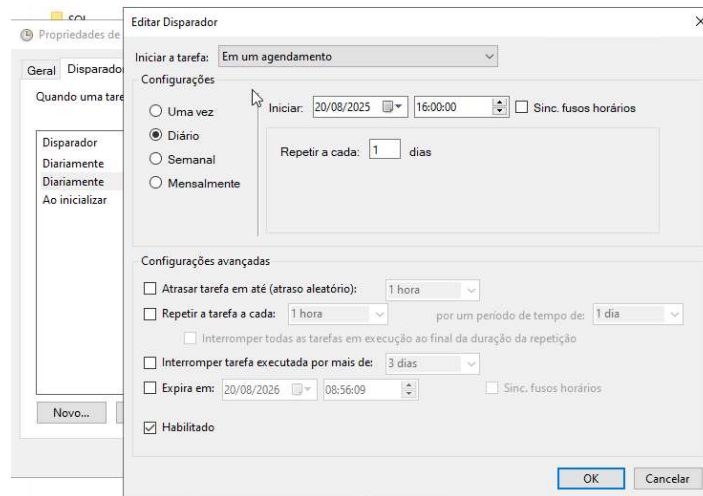 SQL
Propriedades de
Geral Disparado
Quando uma tare
Disparador
Diariamente
Diariamente
Ao inicializar
Novo...
Editar Disparador
Iniciar a tarefa: Em um agendamento
Configurações
Uma vez
Diário
Semanal
Mensalmente
Iniciar: 20/08/2025 16:00:00 Sinc. fusos horários
Repetir a cada: 1 dias
Configurações avançadas
Atrasar tarefa em até (atraso aleatório): 1 hora
Repetir a tarefa a cada: 1 hora por um período de tempo de: 1 dia
Interromper todas as tarefas em execução ao final da duração da repetição
Interromper tarefa executada por mais de: 3 dias
Expira em: 20/08/2026 08:56:09 Sinc. fusos horários
Habilitado
OK Cancelar